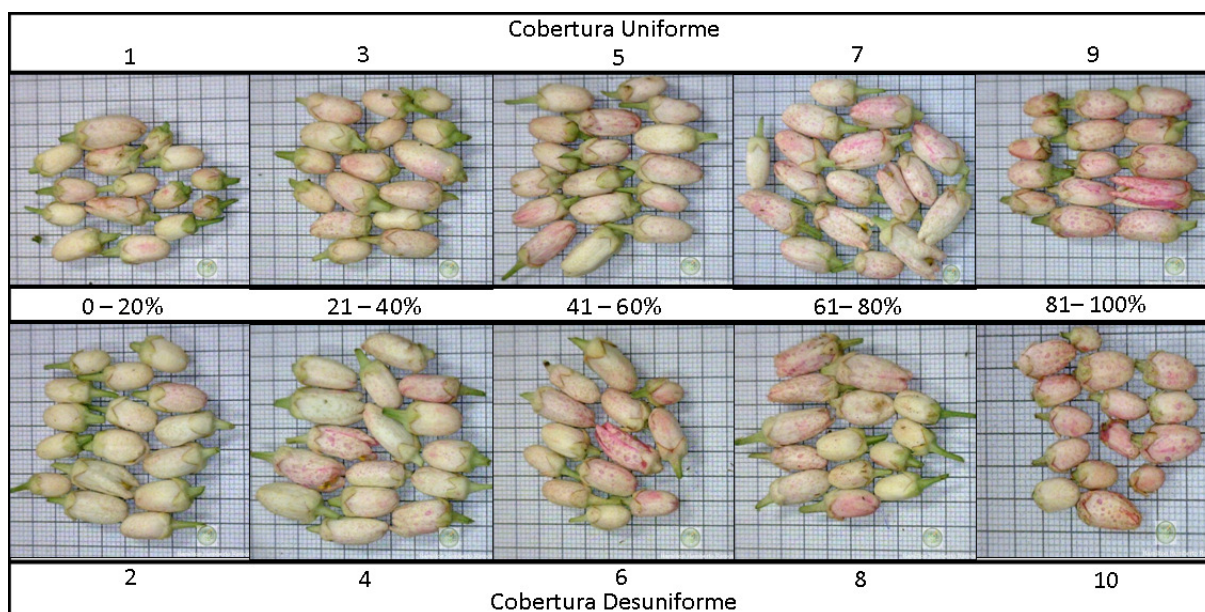 Cobertura Uniforme
1 3 5 7 9
0 – 20% 21 – 40% 41 – 60% 61– 80% 81– 100%
2 4 6 8 10
Cobertura Desuniforme